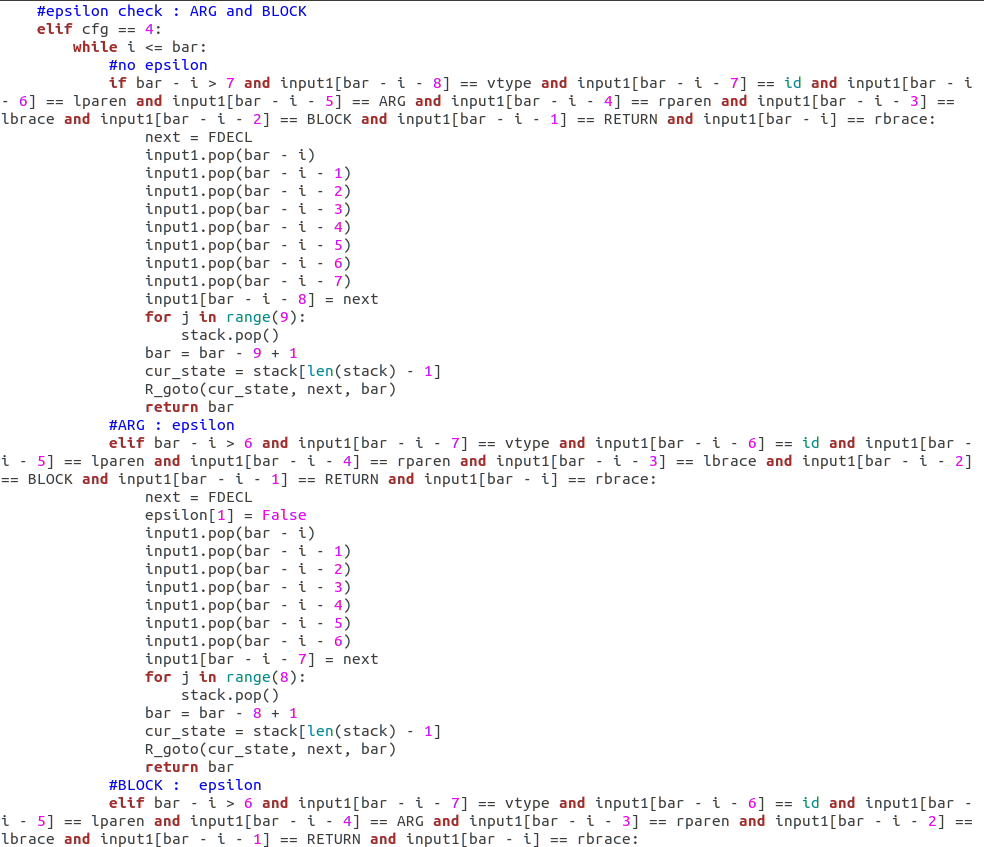 #epsilon check : ARG and BLOCK
    elif cfg == 4:
        while i <= bar:
            #no epsilon
            if bar - i > 7 and input1[bar - i - 8] == vtype and input1[bar - i - 7] == id and input1[bar - i
- 6] == lparen and input1[bar - i - 5] == ARG and input1[bar - i - 4] == rparen and input1[bar - i - 3] ==
lbrace and input1[bar - i - 2] == BLOCK and input1[bar - i - 1] == RETURN and input1[bar - i] == rbrace:
                next = FDECL
                input1.pop(bar - i)
                input1.pop(bar - i - 1)
                input1.pop(bar - i - 2)
                input1.pop(bar - i - 3)
                input1.pop(bar - i - 4)
                input1.pop(bar - i - 5)
                input1.pop(bar - i - 6)
                input1.pop(bar - i - 7)
                input1[bar - i - 8] = next
                for j in range(9):
                    stack.pop()
                bar = bar - 9 + 1
                cur_state = stack[len(stack) - 1]
                R_goto(cur_state, next, bar)
                return bar
            #ARG : epsilon
            elif bar - i > 6 and input1[bar - i - 7] == vtype and input1[bar - i - 6] == id and input1[bar -
i - 5] == lparen and input1[bar - i - 4] == rparen and input1[bar - i - 3] == lbrace and input1[bar - i - 2]
== BLOCK and input1[bar - i - 1] == RETURN and input1[bar - i] == rbrace:
                next = FDECL
                epsilon[1] = False
                input1.pop(bar - i)
                input1.pop(bar - i - 1)
                input1.pop(bar - i - 2)
                input1.pop(bar - i - 3)
                input1.pop(bar - i - 4)
                input1.pop(bar - i - 5)
                input1.pop(bar - i - 6)
                input1[bar - i - 7] = next
                for j in range(8):
                    stack.pop()
                bar = bar - 8 + 1
                cur_state = stack[len(stack) - 1]
                R_goto(cur_state, next, bar)
                return bar
            #BLOCK :  epsilon
            elif bar - i > 6 and input1[bar - i - 7] == vtype and input1[bar - i - 6] == id and input1[bar -
i - 5] == lparen and input1[bar - i - 4] == ARG and input1[bar - i - 3] == rparen and input1[bar - i - 2] ==
lbrace and input1[bar - i - 1] == RETURN and input1[bar - i] == rbrace: